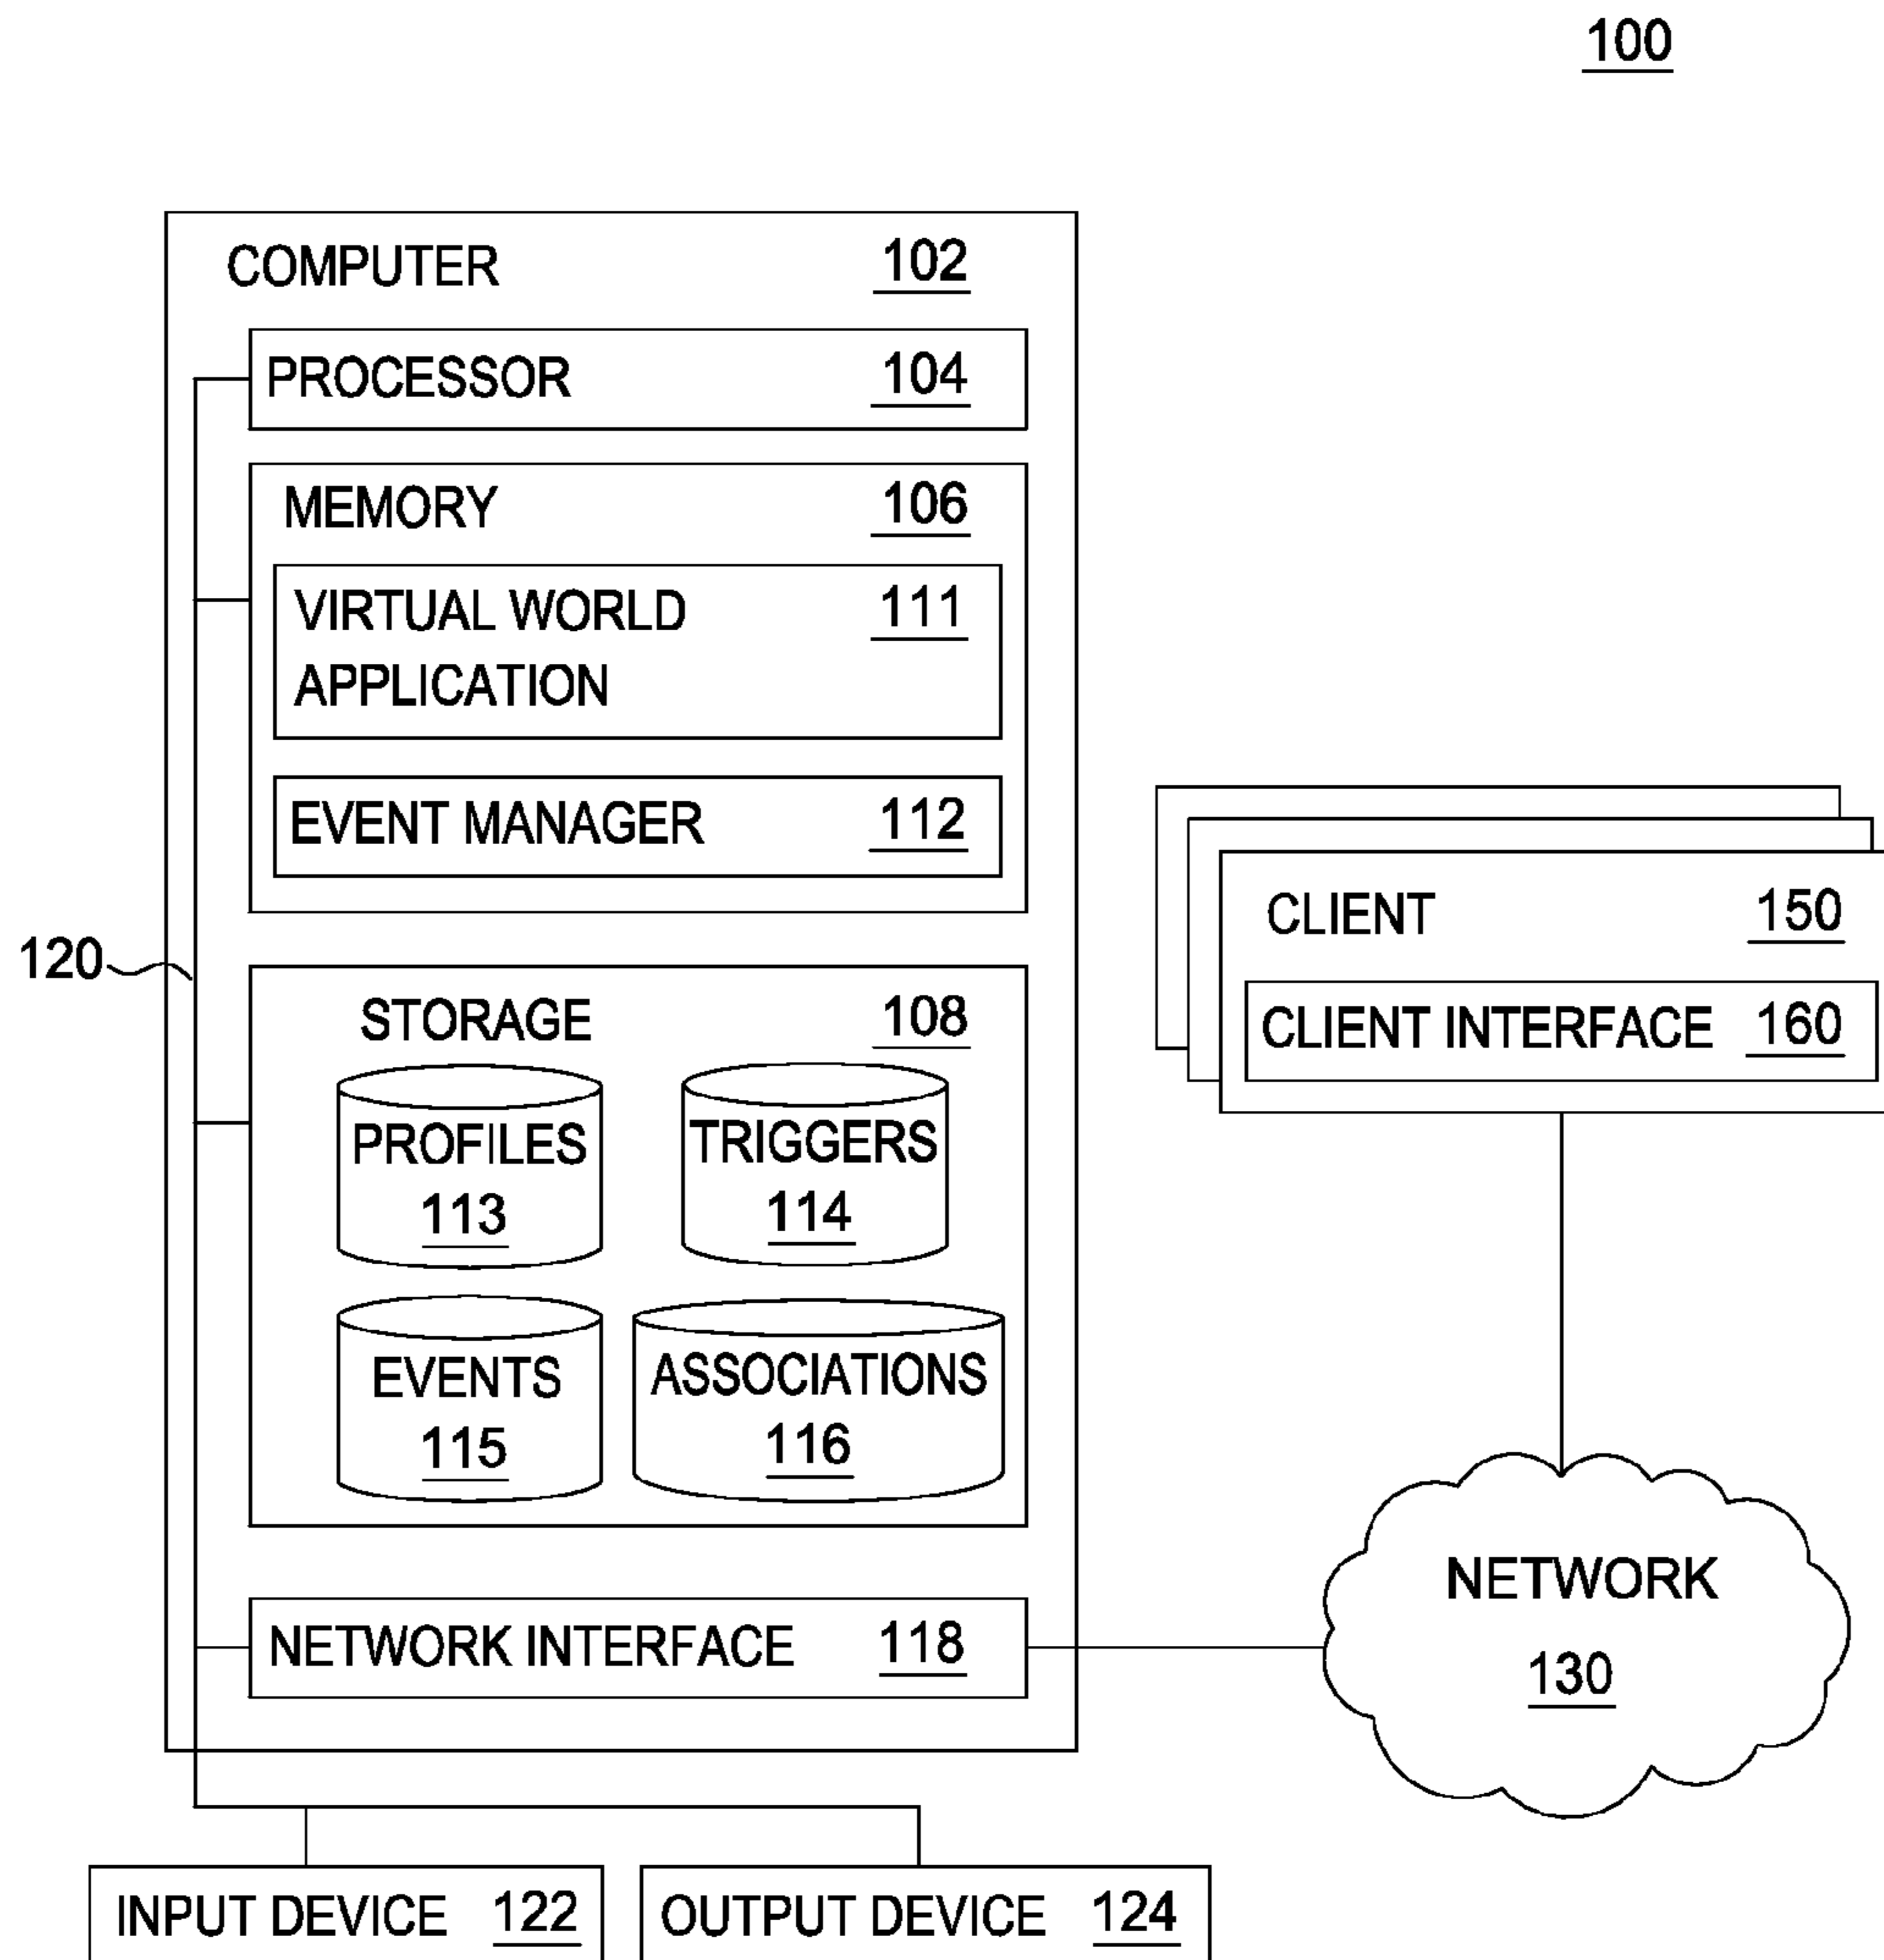 100
COMPUTER 102
PROCESSOR 104
MEMORY 106
VIRTUAL WORLD 111
APPLICATION
EVENT MANAGER 112
120
STORAGE 108
PROFILES
113
TRIGGERS
114
EVENTS
115
ASSOCIATIONS
116
NETWORK INTERFACE 118
INPUT DEVICE 122
OUTPUT DEVICE 124
CLIENT 150
CLIENT INTERFACE 160
NETWORK
130